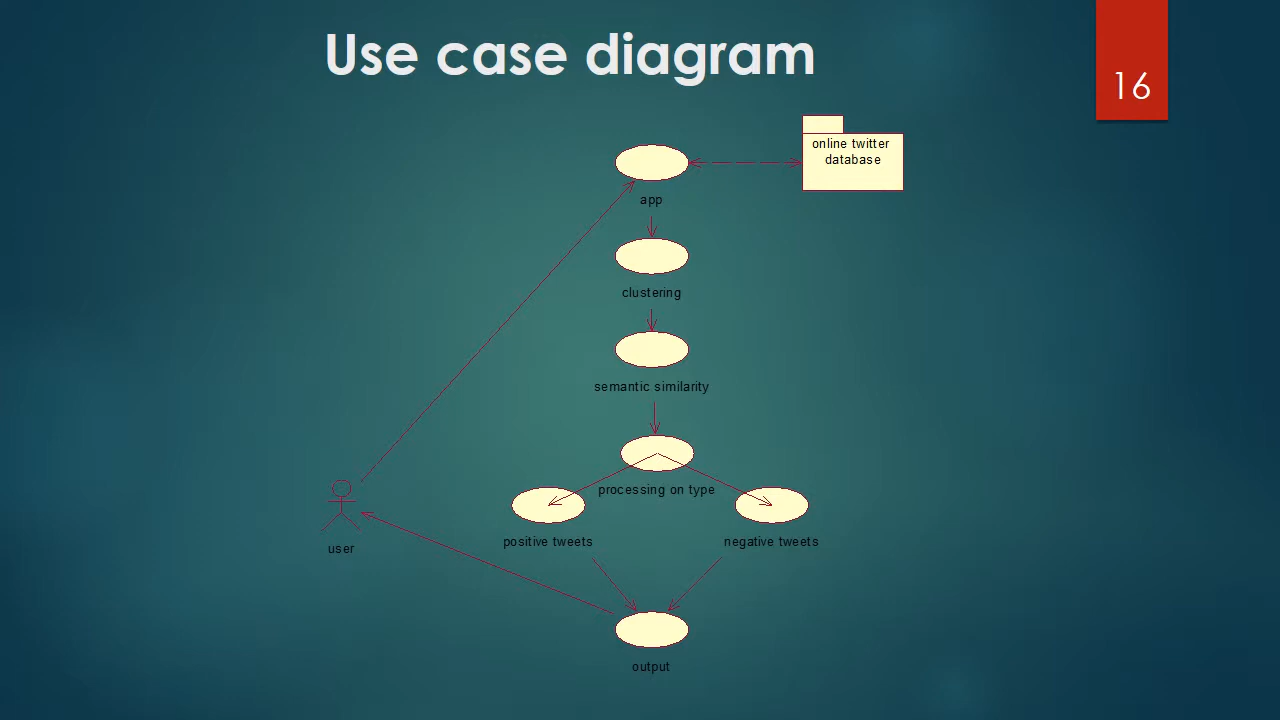 Use case diagram
16
online twitter
database
app
clustering
semantic similarity
processing on type
positive tweets
negative tweets
user
output